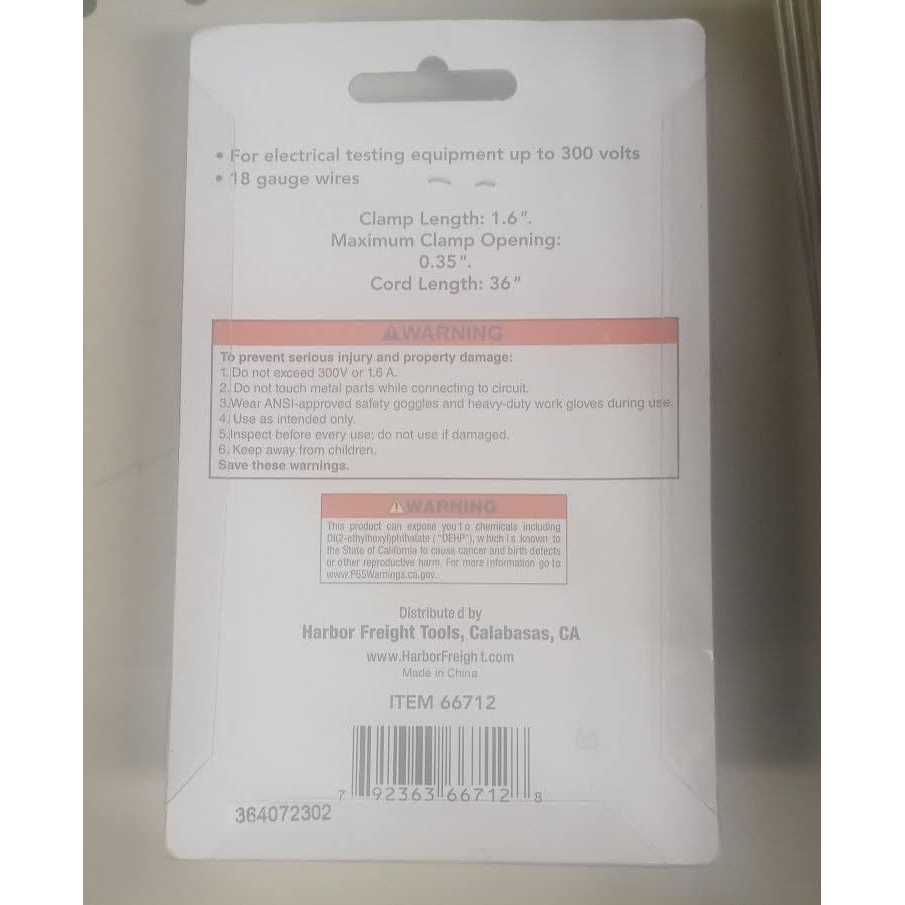 • For electrical testing equipment up to 300 volts
• 18 gauge wires
Clamp Length: 1.6".
Maximum Clamp Opening:
0.35".
Cord Length: 36"
⚠WARNING
To prevent serious injury and property damage:
1. Do not exceed 300V or 1.6 A.
2. Do not touch metal parts while connecting to circuit.
3.Wear ANSI-approved safety goggles and heavy-duty work gloves during use.
4. Use as intended only.
5.Inspect before every use; do not use if damaged.
6. Keep away from children.
Save these warnings.
⚠WARNING
This product can expose you to chemicals including
Di(2-ethylhexyl)phthalate ("DEHP"), which is known to
the State of California to cause cancer and birth defects
or other reproductive harm. For more information go to
www.P65Warnings.ca.gov.
Distributed by
Harbor Freight Tools, Calabasas, CA
www.HarborFreight.com
Made in China
ITEM 66712
7 92363 66712 8
364072302